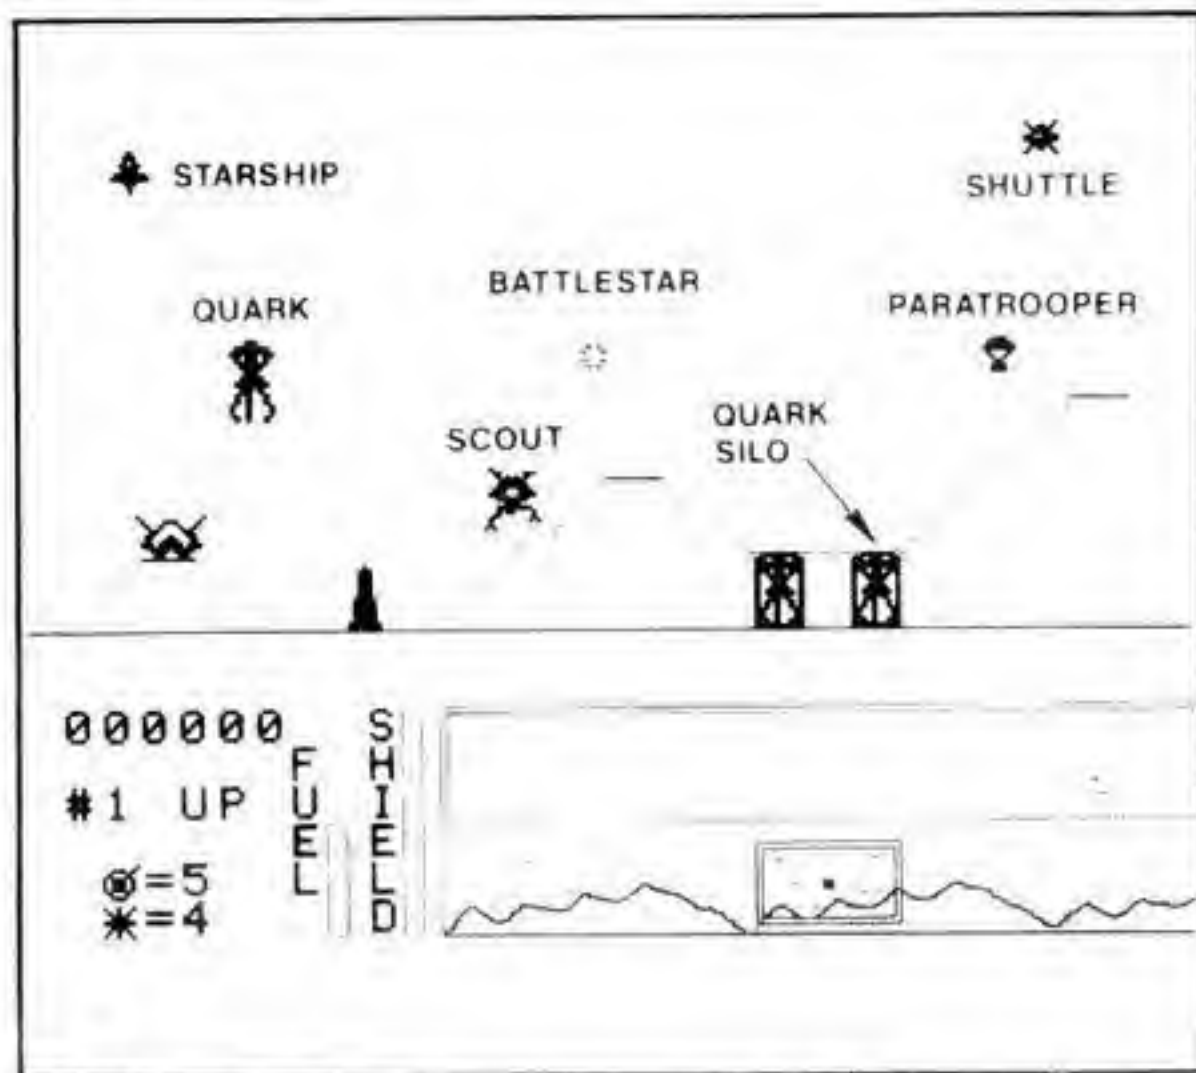 STARSHIP
SHUTTLE
BATTLESTAR
QUARK
PARATROOPER
QUARK
SILO
SCOUT
000000
#1 UP
=5
=4
FUEL
SHIELD